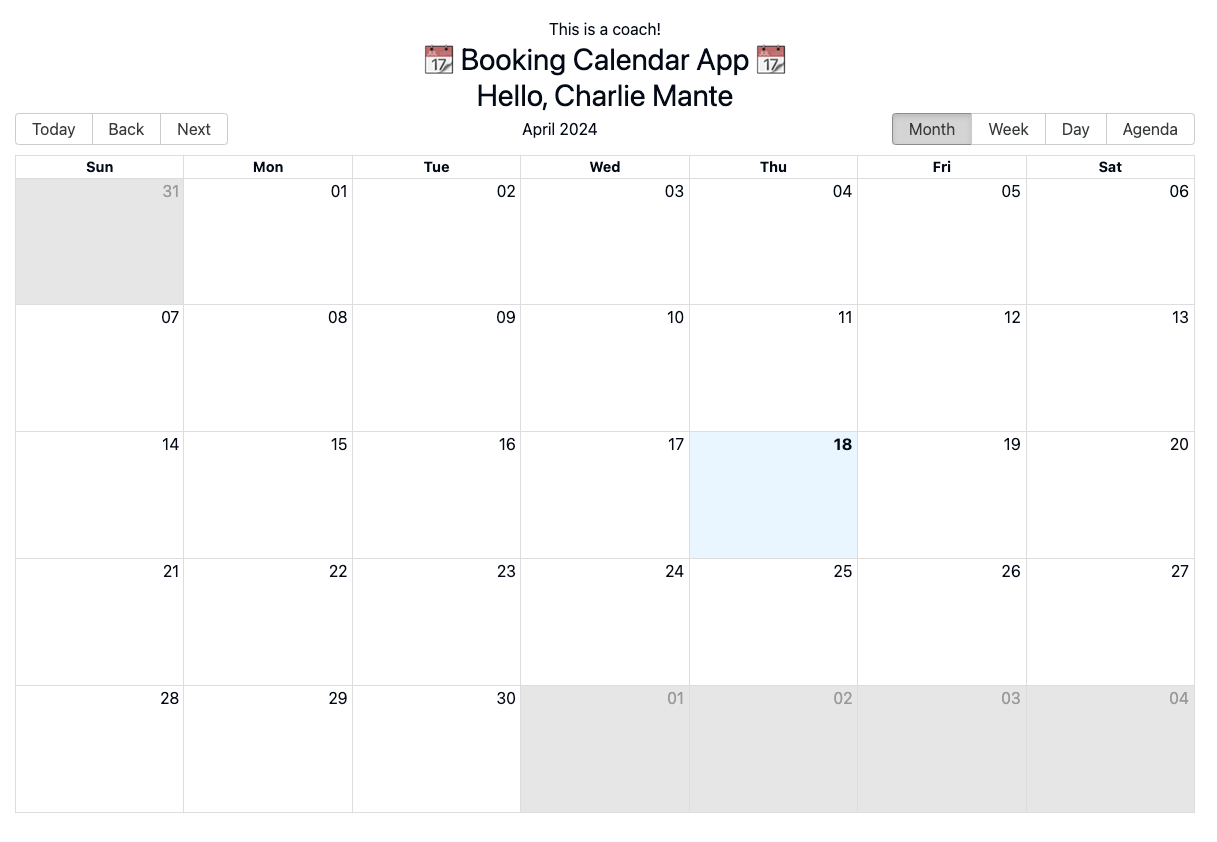 This is a coach!
📆 Booking Calendar App 📆
Hello, Charlie Mante
Today Back Next April 2024 Month Week Day Agenda
Sun Mon Tue Wed Thu Fri Sat
31 01 02 03 04 05 06
07 08 09 10 11 12 13
14 15 16 17 18 19 20
21 22 23 24 25 26 27
28 29 30 01 02 03 04